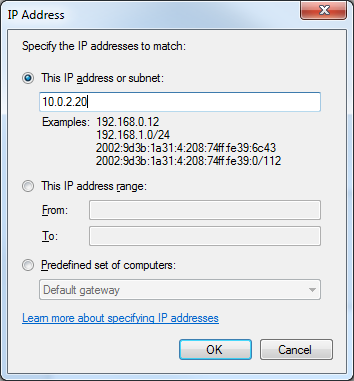 IP Address
Specify the IP addresses to match:
This IP address or subnet:
10.0.2.20
Examples: 192.168.0.12
192.168.1.0/24
2002:9d3b:1a31:4:208:74ff:fe39:6c43
2002:9d3b:1a31:4:208:74ff:fe39:0/112
This IP address range:
From:
To:
Predefined set of computers:
Default gateway
Learn more about specifying IP addresses
OK Cancel